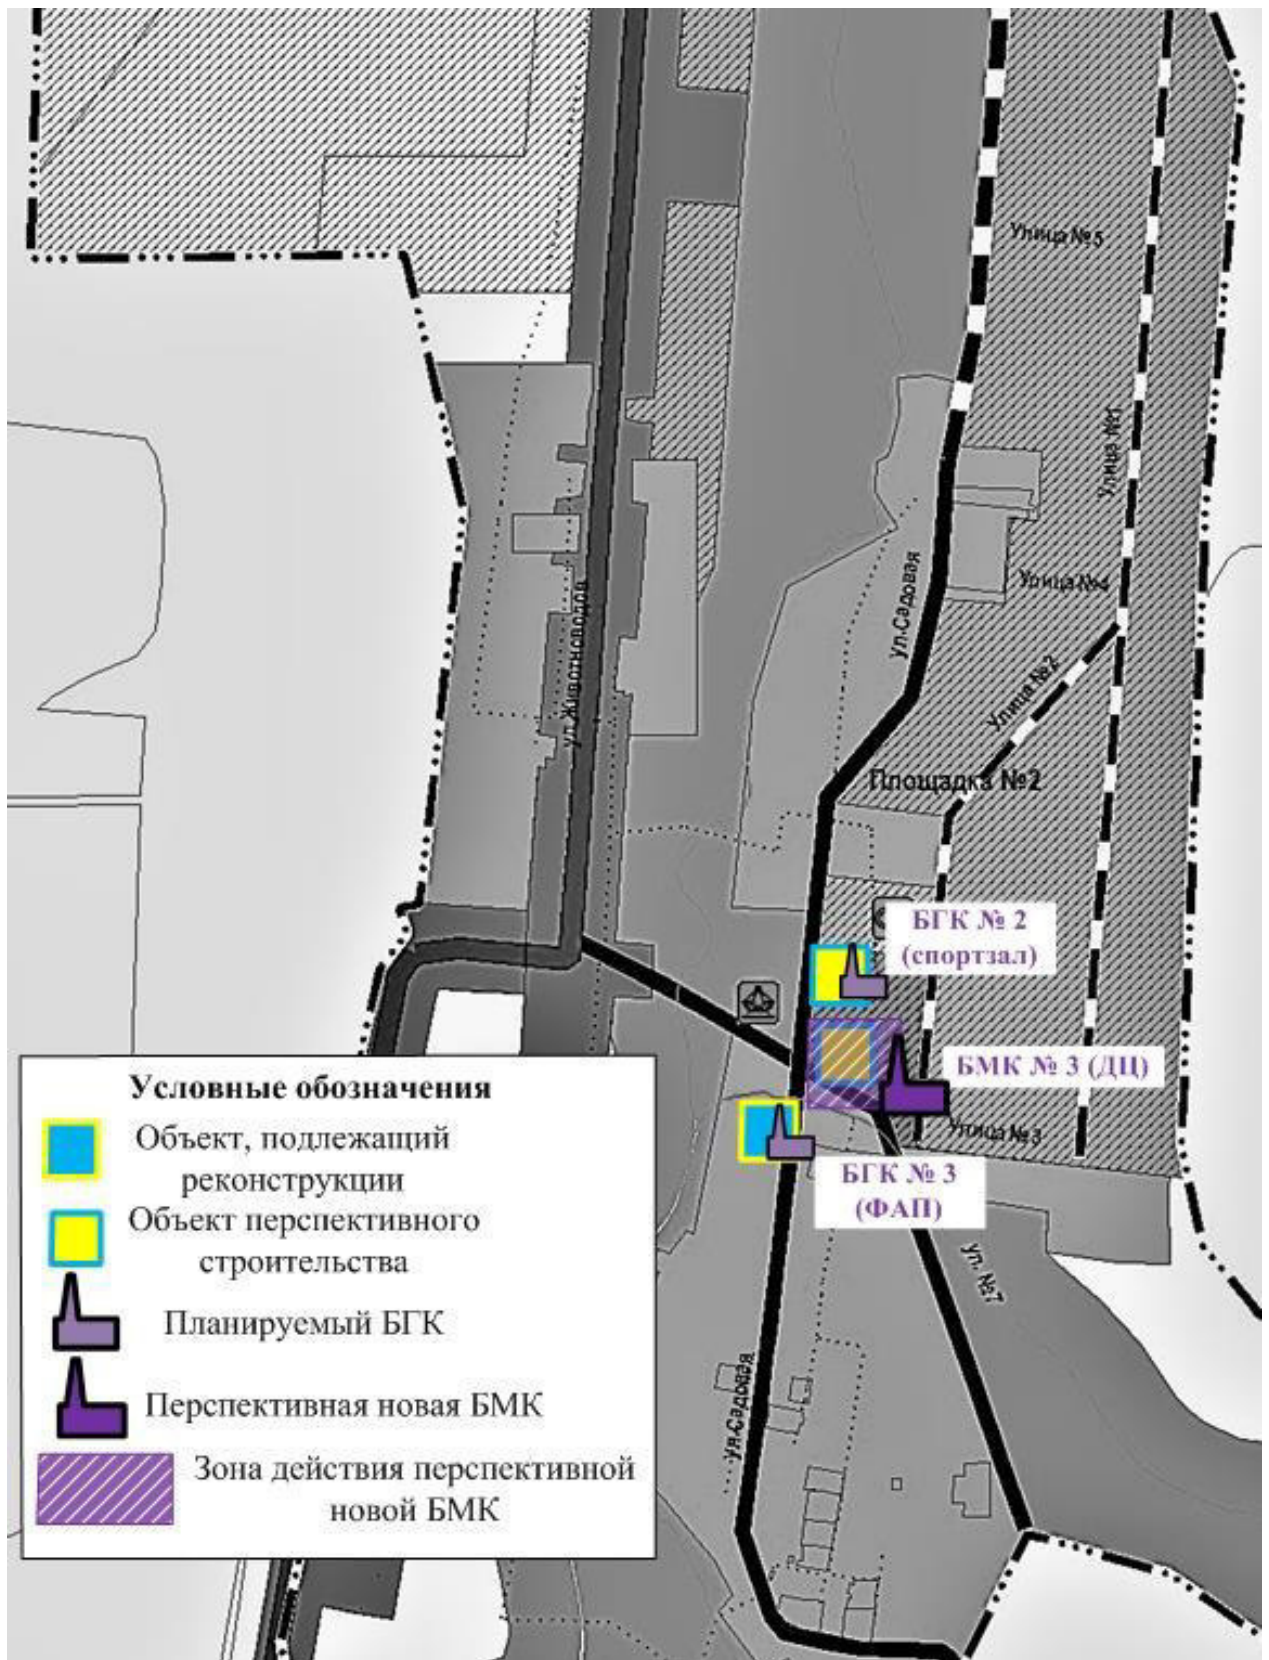 Улица №5
Улица №1
Улица №4
ул.Садовая
ул.Животноводов
Улица №2
Площадка №2
БГК № 2
(спортзал)
БМК № 3 (ДЦ)
Улица №3
БГК № 3
(ФАП)
ул. №7
ул.Садовая
Условные обозначения
Объект, подлежащий
реконструкции
Объект перспективного
строительства
Планируемый БГК
Перспективная новая БМК
Зона действия перспективной
новой БМК